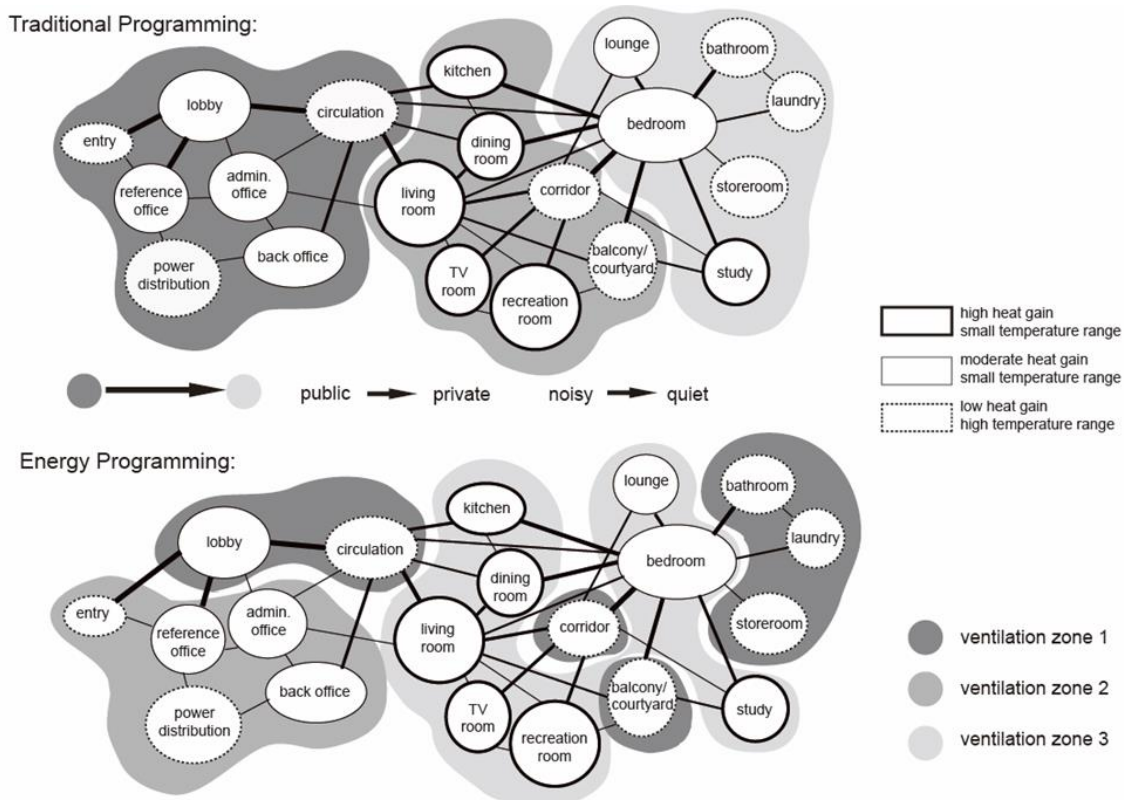 Traditional Programming:
lounge
bathroom
kitchen
lobby
laundry
circulation
bedroom
entry
dining
room
admin.
office
reference
office
living
room
corridor
storeroom
back office
balcony/
courtyard
power
distribution
TV
room
study
recreation
room
high heat gain
small temperature range
moderate heat gain
small temperature range
low heat gain
high temperature range
public
private
noisy
quiet
Energy Programming:
lounge
bathroom
kitchen
lobby
circulation
laundry
bedroom
dining
room
entry
admin.
office
reference
office
living
room
corridor
storeroom
back office
balcony/
courtyard
power
distribution
TV
room
study
recreation
room
ventilation zone 1
ventilation zone 2
ventilation zone 3